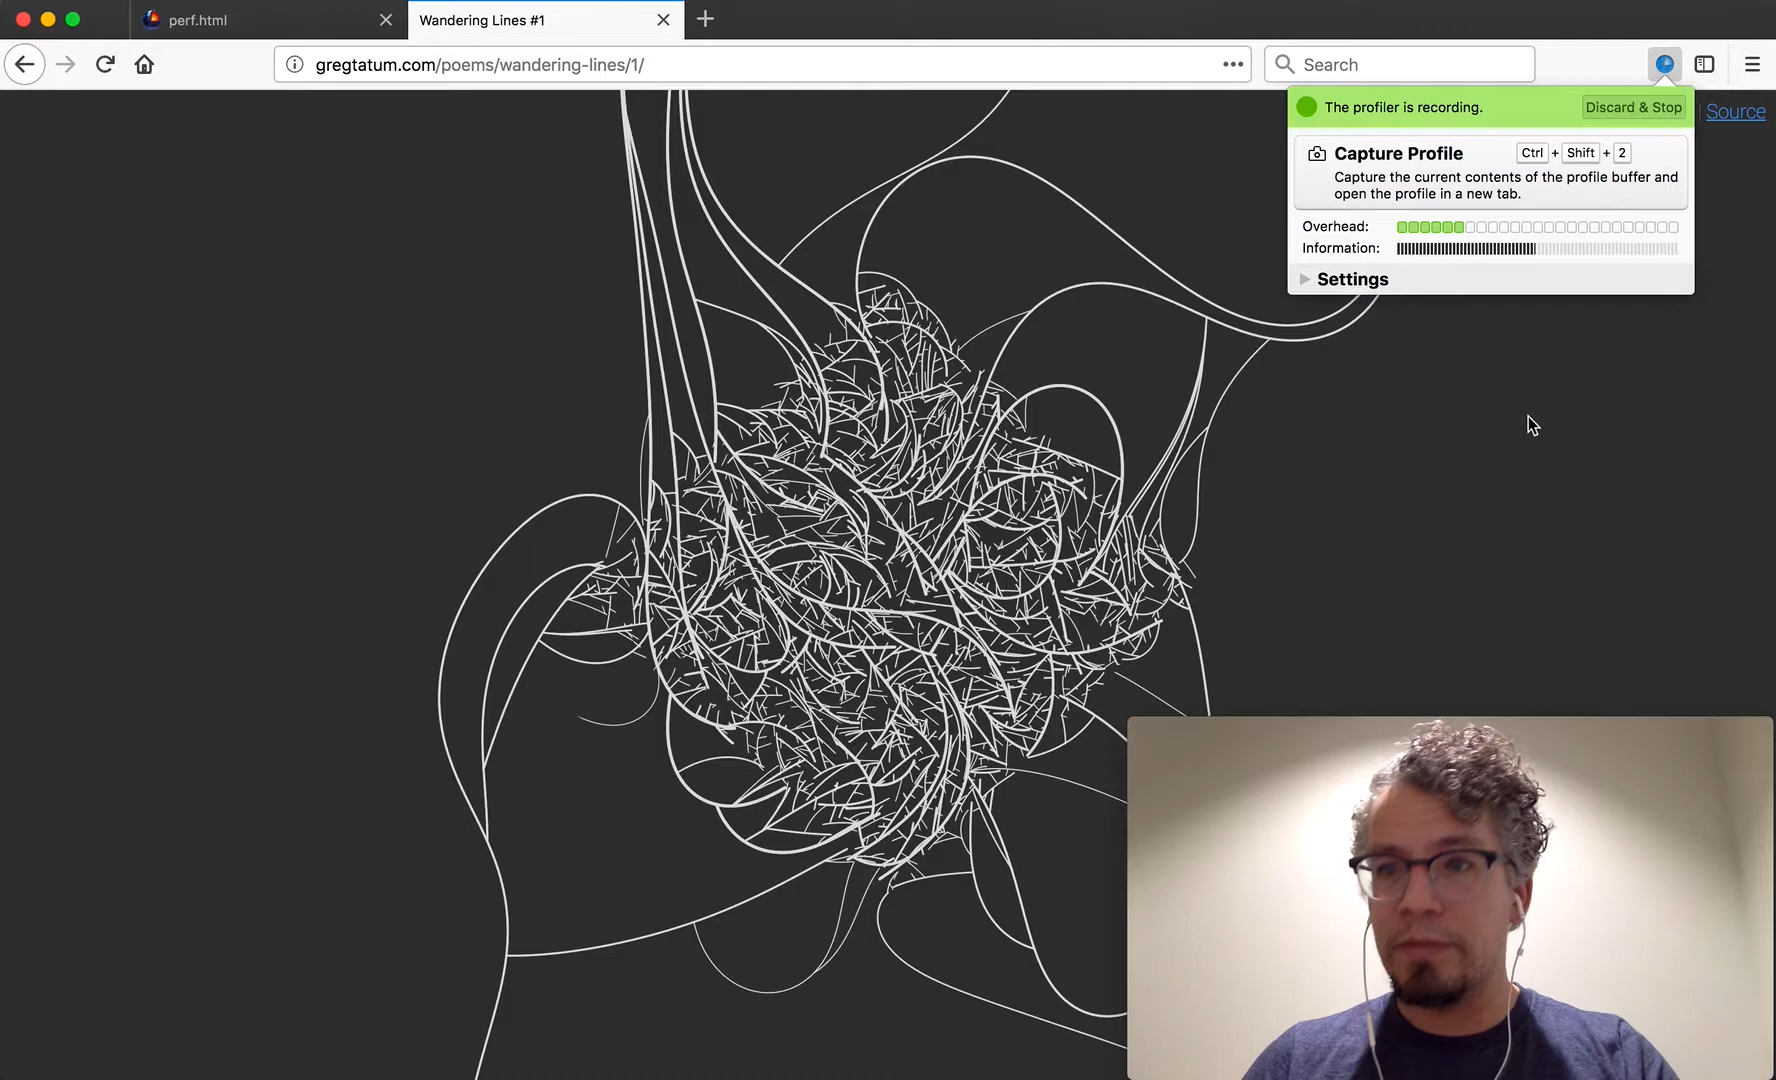 perf.html
Wandering Lines #1
gregtatum.com/poems/wandering-lines/1/
Search
The profiler is recording.
Discard & Stop
Source
Capture Profile
Ctrl + Shift + 2
Capture the current contents of the profile buffer and
open the profile in a new tab.
Overhead:
Information:
Settings